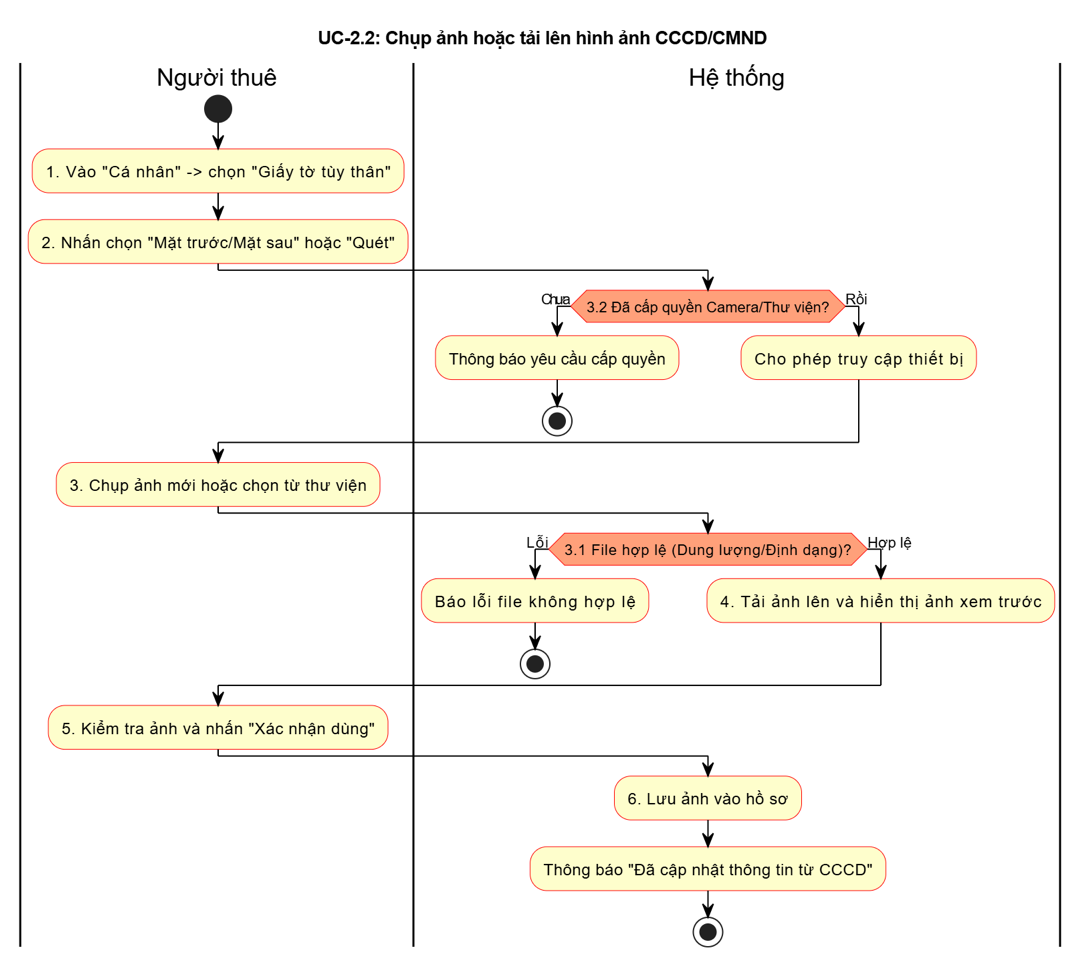 UC-2.2: Chụp ảnh hoặc tải lên hình ảnh CCCD/CMND
Người thuê
Hệ thống
1. Vào "Cá nhân" -> chọn "Giấy tờ tùy thân"
2. Nhấn chọn "Mặt trước/Mặt sau" hoặc "Quét"
Chưa
3.2 Đã cấp quyền Camera/Thư viện?
Rồi
Thông báo yêu cầu cấp quyền
Cho phép truy cập thiết bị
3. Chụp ảnh mới hoặc chọn từ thư viện
Lỗi
3.1 File hợp lệ (Dung lượng/Định dạng)?
Hợp lệ
Báo lỗi file không hợp lệ
4. Tải ảnh lên và hiển thị ảnh xem trước
5. Kiểm tra ảnh và nhấn "Xác nhận dùng"
6. Lưu ảnh vào hồ sơ
Thông báo "Đã cập nhật thông tin từ CCCD"